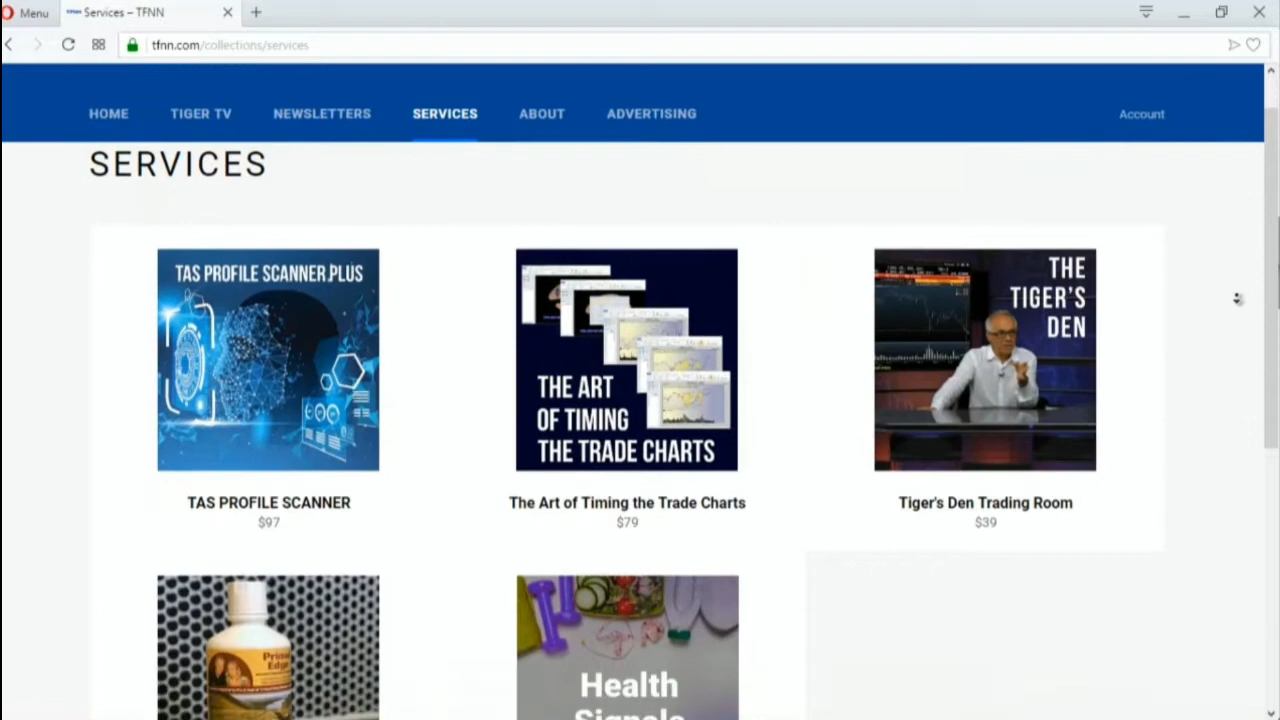 Menu
Services – TFNN
tfnn.com/collections/services
HOME TIGER TV NEWSLETTERS SERVICES ABOUT ADVERTISING Account
SERVICES
TAS PROFILE SCANNER PLUS
THE ART
OF TIMING
THE TRADE CHARTS
THE
TIGER'S
DEN
TAS PROFILE SCANNER
$97
The Art of Timing the Trade Charts
$79
Tiger's Den Trading Room
$39
Health
Signals